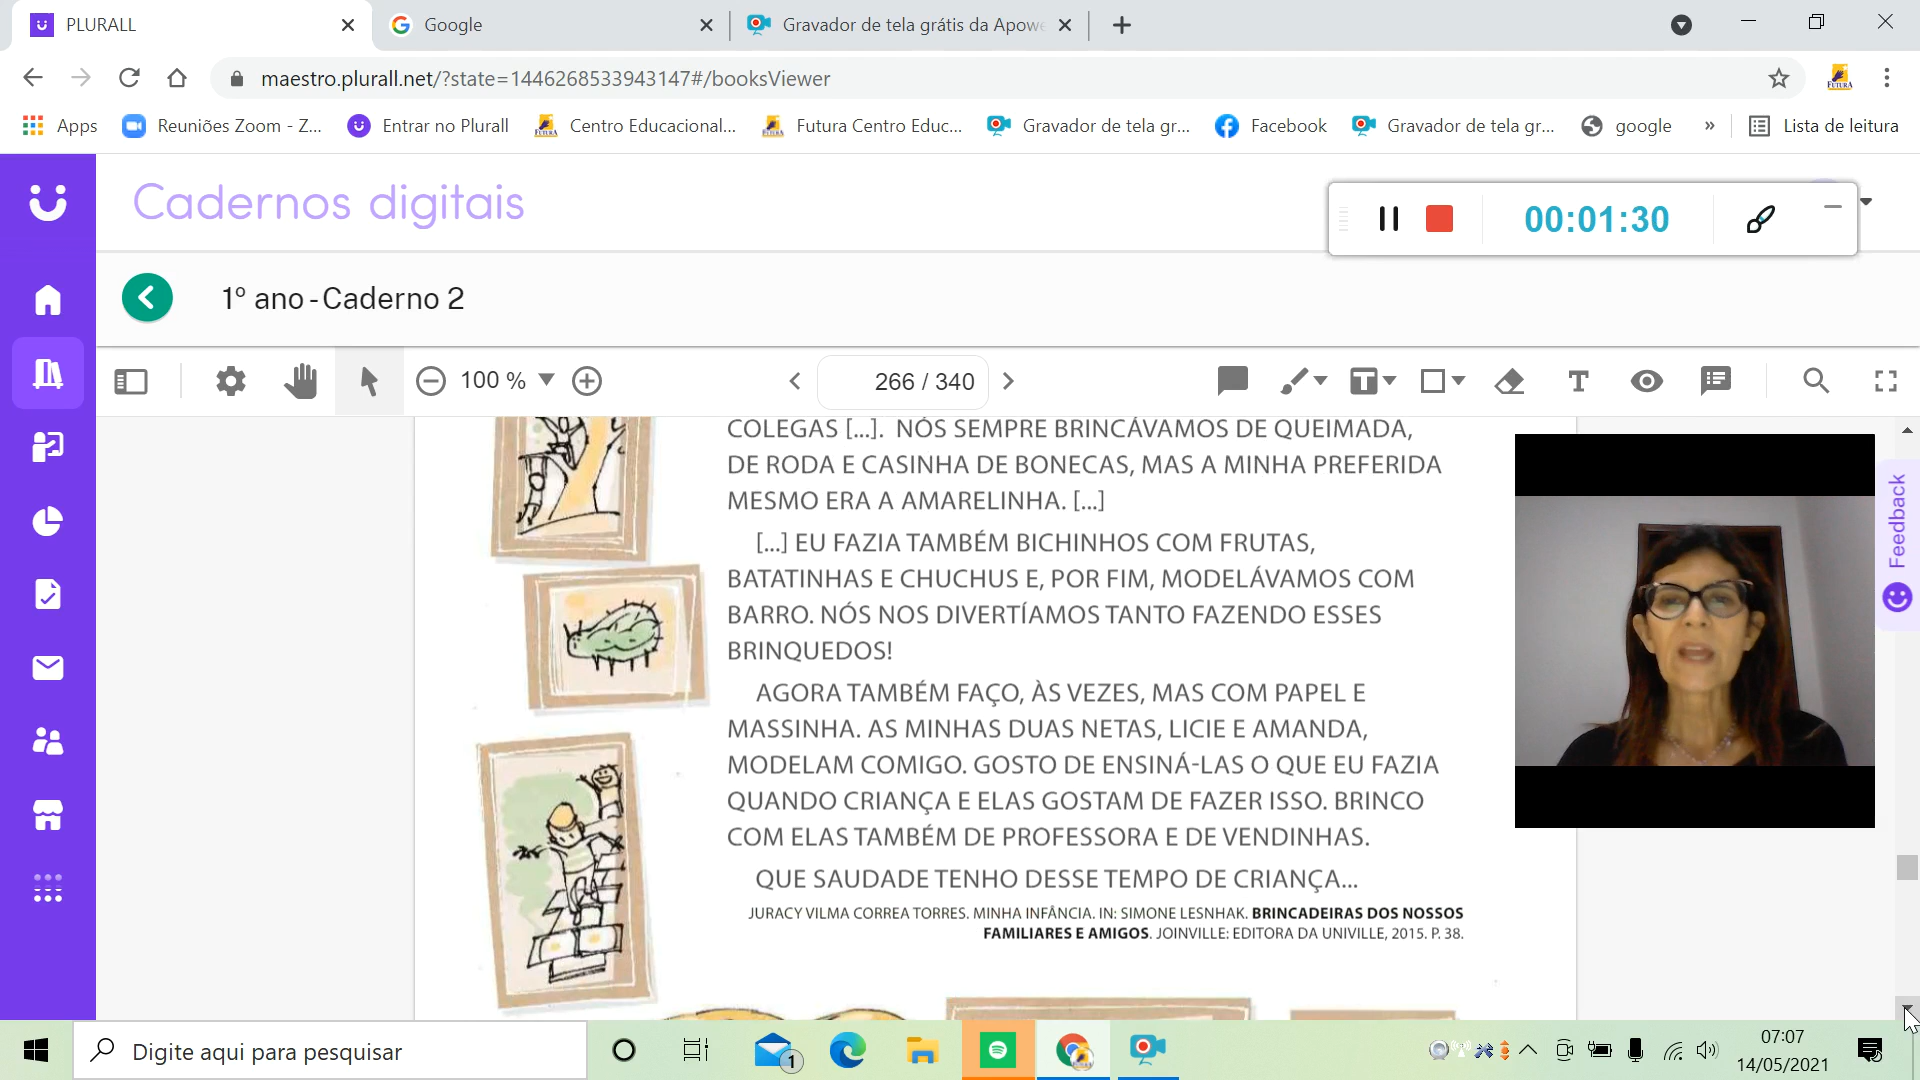 PLURALL
Google
Gravador de tela grátis da Apowe
maestro.plurall.net/?state=1446268533943147#/booksViewer
Apps
Reuniões Zoom - Z...
Entrar no Plurall
Centro Educacional...
Futura Centro Educ...
Gravador de tela gr...
Facebook
Gravador de tela gr...
google
»
Lista de leitura
Cadernos digitais
00:01:30
1º ano - Caderno 2
100 %
266 / 340
COLEGAS [...]. NÓS SEMPRE BRINCÁVAMOS DE QUEIMADA,
DE RODA E CASINHA DE BONECAS, MAS A MINHA PREFERIDA
MESMO ERA A AMARELINHA. [...]
[...] EU FAZIA TAMBÉM BICHINHOS COM FRUTAS,
BATATINHAS E CHUCHUS E, POR FIM, MODELÁVAMOS COM
BARRO. NÓS NOS DIVERTÍAMOS TANTO FAZENDO ESSES
BRINQUEDOS!
AGORA TAMBÉM FAÇO, ÀS VEZES, MAS COM PAPEL E
MASSINHA. AS MINHAS DUAS NETAS, LICIE E AMANDA,
MODELAM COMIGO. GOSTO DE ENSINÁ-LAS O QUE EU FAZIA
QUANDO CRIANÇA E ELAS GOSTAM DE FAZER ISSO. BRINCO
COM ELAS TAMBÉM DE PROFESSORA E DE VENDINHAS.
QUE SAUDADE TENHO DESSE TEMPO DE CRIANÇA...
JURACY VILMA CORREA TORRES. MINHA INFÂNCIA. IN: SIMONE LESNHAK. BRINCADEIRAS DOS NOSSOS
FAMILIARES E AMIGOS. JOINVILLE: EDITORA DA UNIVILLE, 2015. P. 38.
Feedback
Digite aqui para pesquisar
1
07:07
14/05/2021